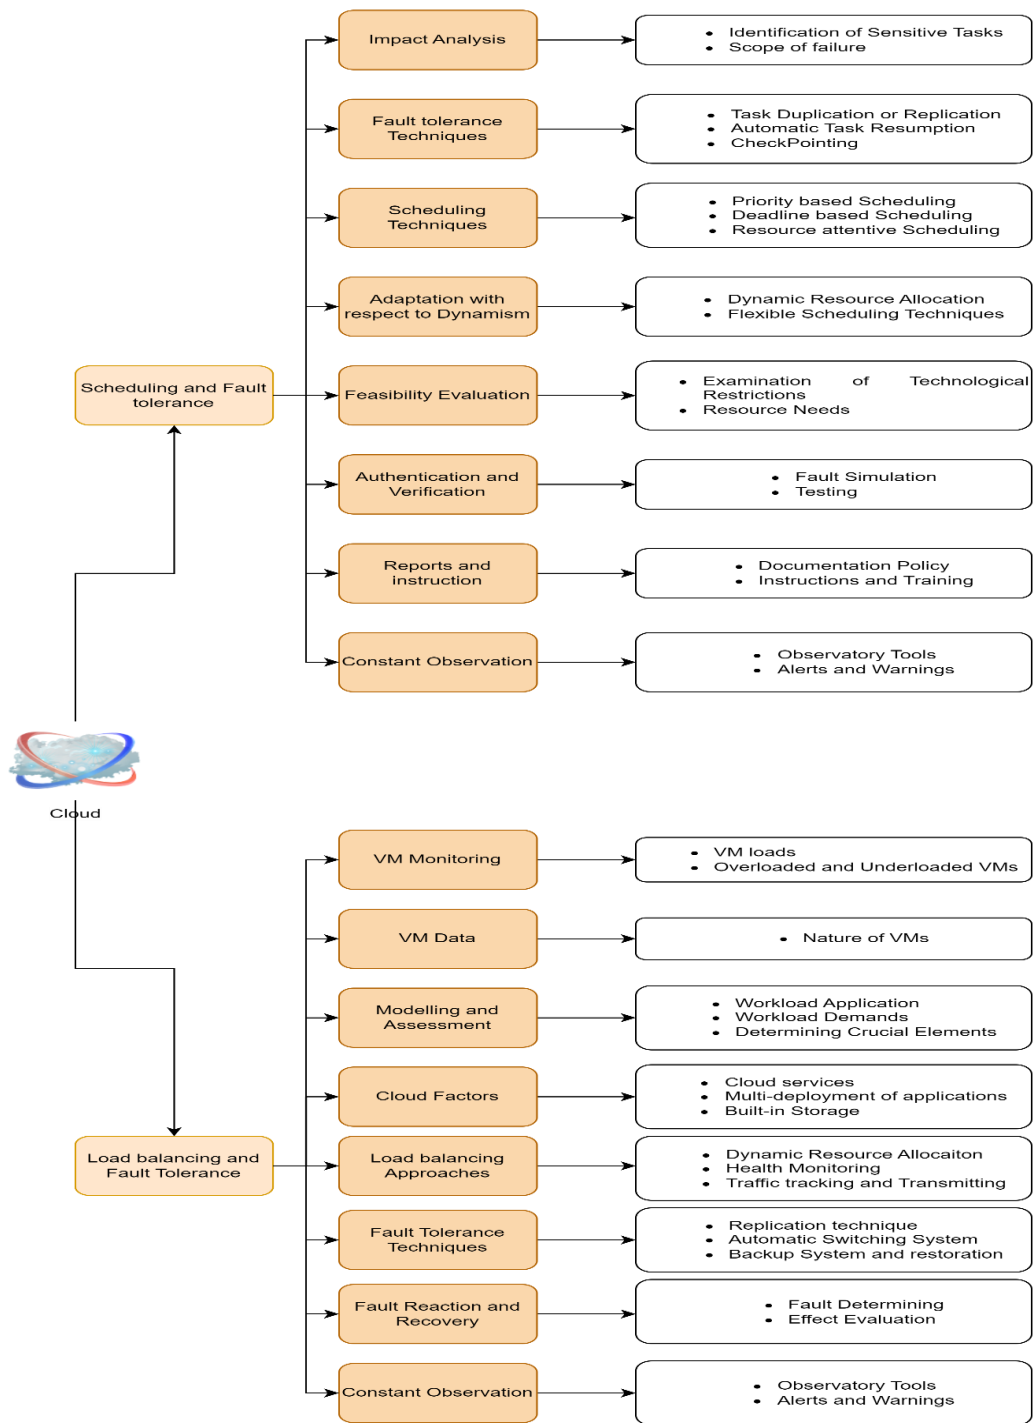 Impact Analysis
• Identification of Sensitive Tasks
• Scope of failure
Fault tolerance
Techniques
• Task Duplication or Replication
• Automatic Task Resumption
• CheckPointing
Scheduling
Techniques
• Priority based Scheduling
• Deadline based Scheduling
• Resource attentive Scheduling
Adaptation with
respect to Dynamism
• Dynamic Resource Allocation
• Flexible Scheduling Techniques
Scheduling and Fault
tolerance
Feasibility Evaluation
• Examination of Technological
Restrictions
• Resource Needs
Authentication and
Verification
• Fault Simulation
• Testing
Reports and
instruction
• Documentation Policy
• Instructions and Training
Constant Observation
• Observatory Tools
• Alerts and Warnings
Cloud
VM Monitoring
• VM loads
• Overloaded and Underloaded VMs
VM Data
• Nature of VMs
Modelling and
Assessment
• Workload Application
• Workload Demands
• Determining Crucial Elements
Cloud Factors
• Cloud services
• Multi-deployment of applications
• Built-in Storage
Load balancing and
Fault Tolerance
Load balancing
Approaches
• Dynamic Resource Allocaiton
• Health Monitoring
• Traffic tracking and Transmitting
Fault Tolerance
Techniques
• Replication technique
• Automatic Switching System
• Backup System and restoration
Fault Reaction and
Recovery
• Fault Determining
• Effect Evaluation
Constant Observation
• Observatory Tools
• Alerts and Warnings